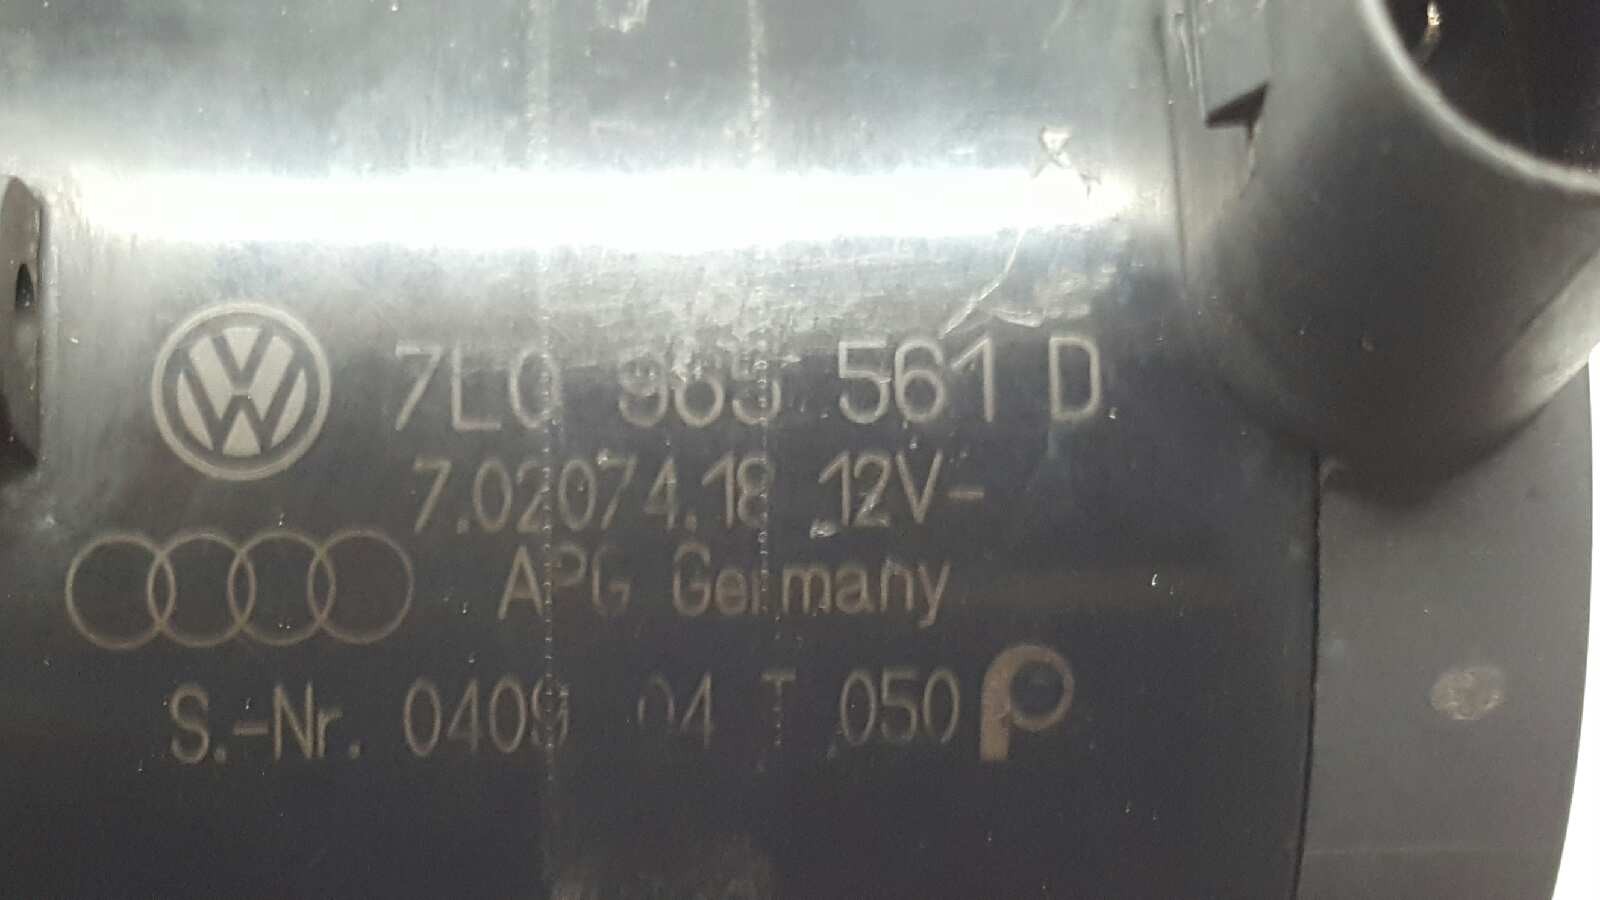 7L0 965 561 D
7.02074.18 12V-
APG Germany
S.-Nr. 0409 04 T 050